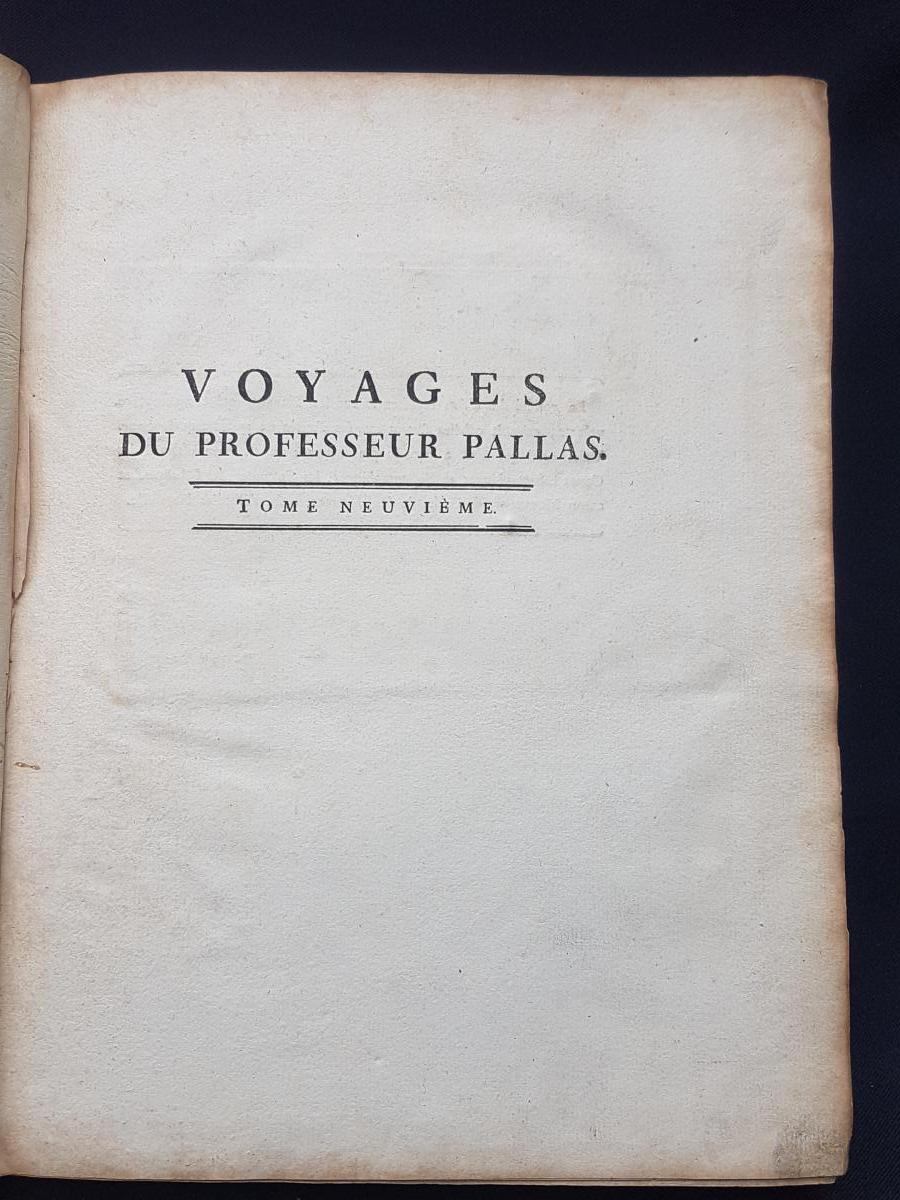 VOYAGES
DU PROFESSEUR PALLAS.
TOME NEUVIÈME.